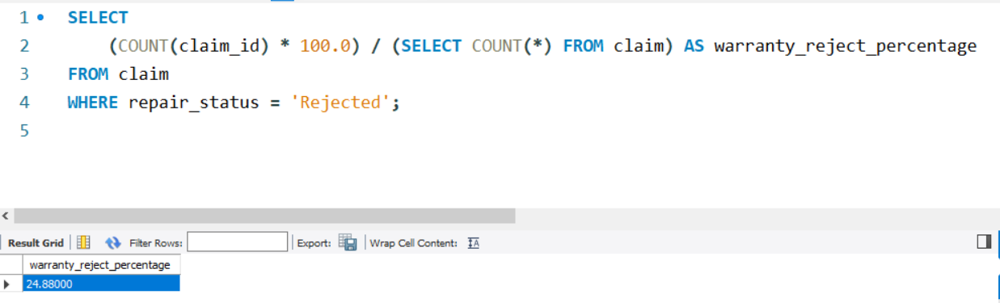 1 SELECT
2 (COUNT(claim_id) * 100.0) / (SELECT COUNT(*) FROM claim) AS warranty_reject_percentage
3 FROM claim
4 WHERE repair_status = 'Rejected';
5
Result Grid Filter Rows: Export: Wrap Cell Content: IA
warranty_reject_percentage
24.88000